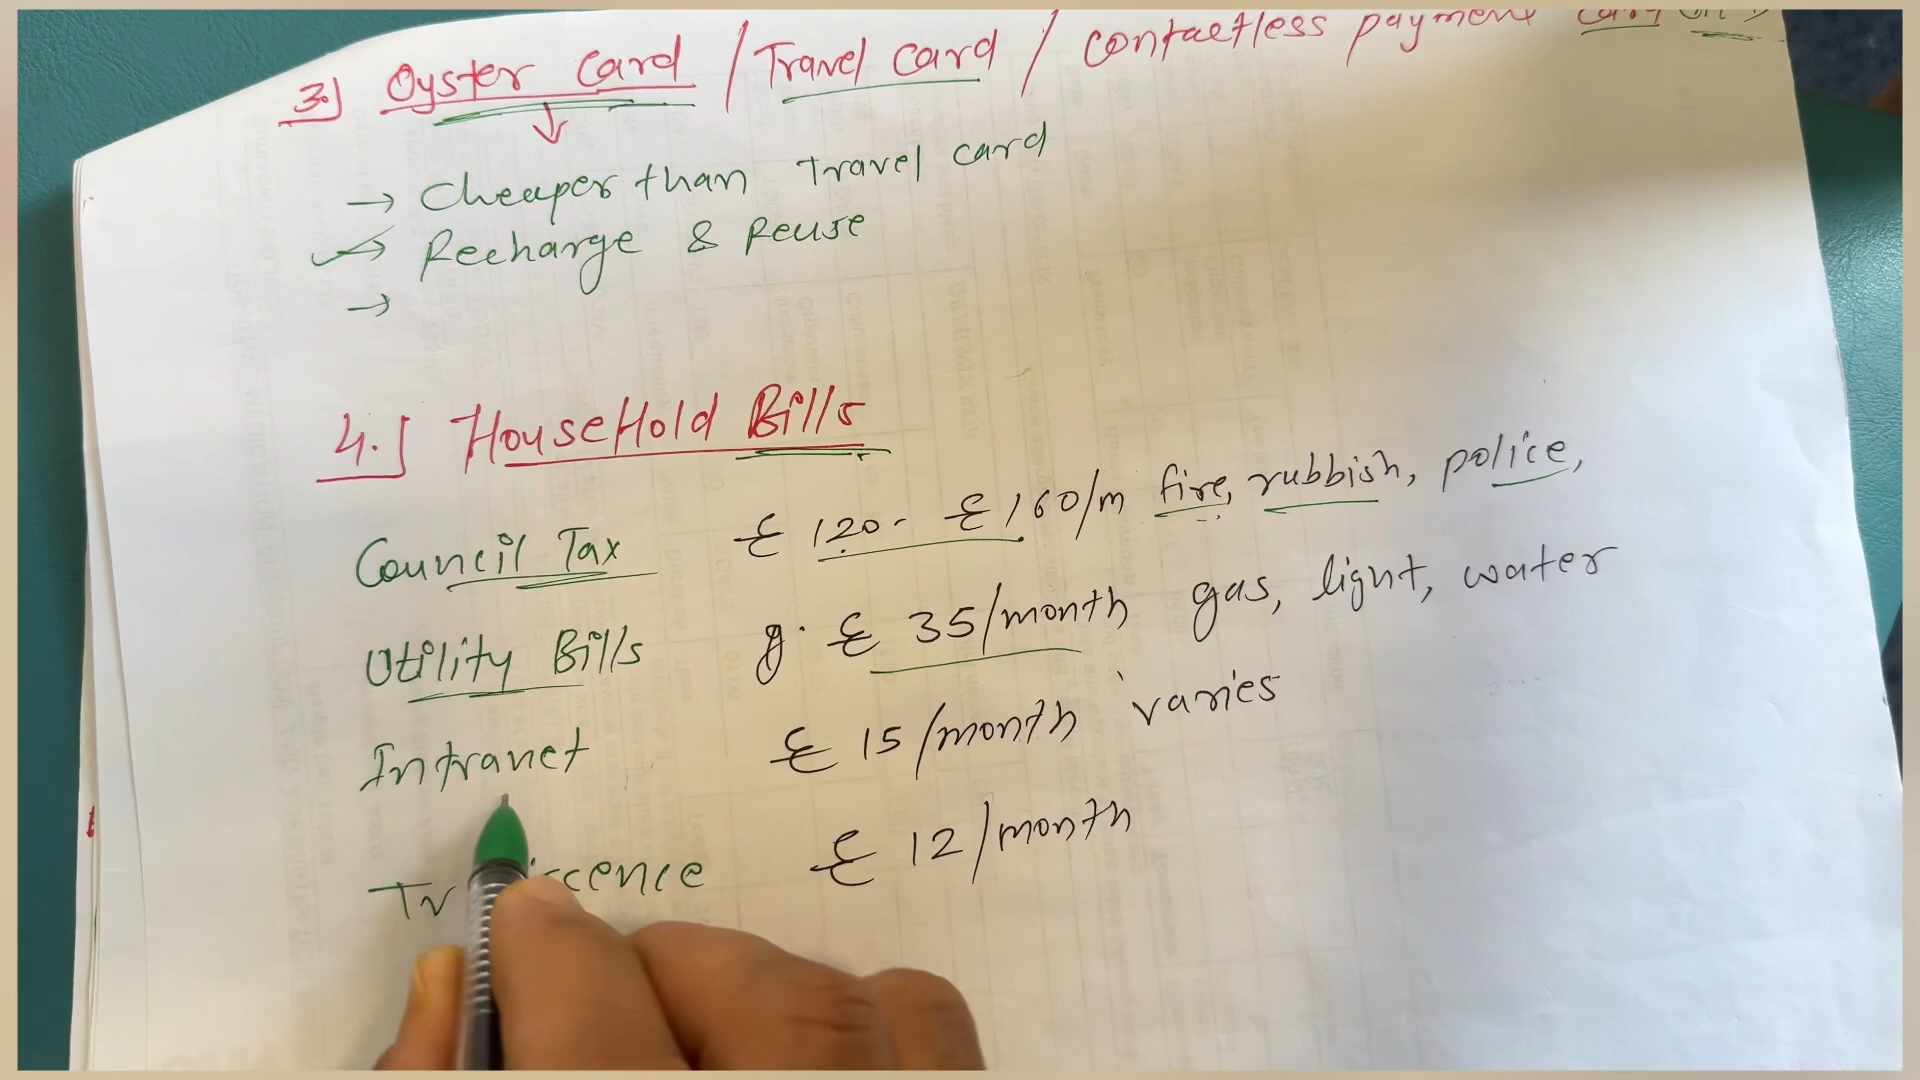 3.] Oyster Card / Travel Card / contactless payment card
→ Cheaper than Travel card
→ Recharge & Reuse
→
4.] HouseHold Bills
Council Tax £ 120 - £ 160/m fire, rubbish, police,
Utility Bills g. £ 35/month gas, light, water
Intranet £ 15/month varies
£ 12/month